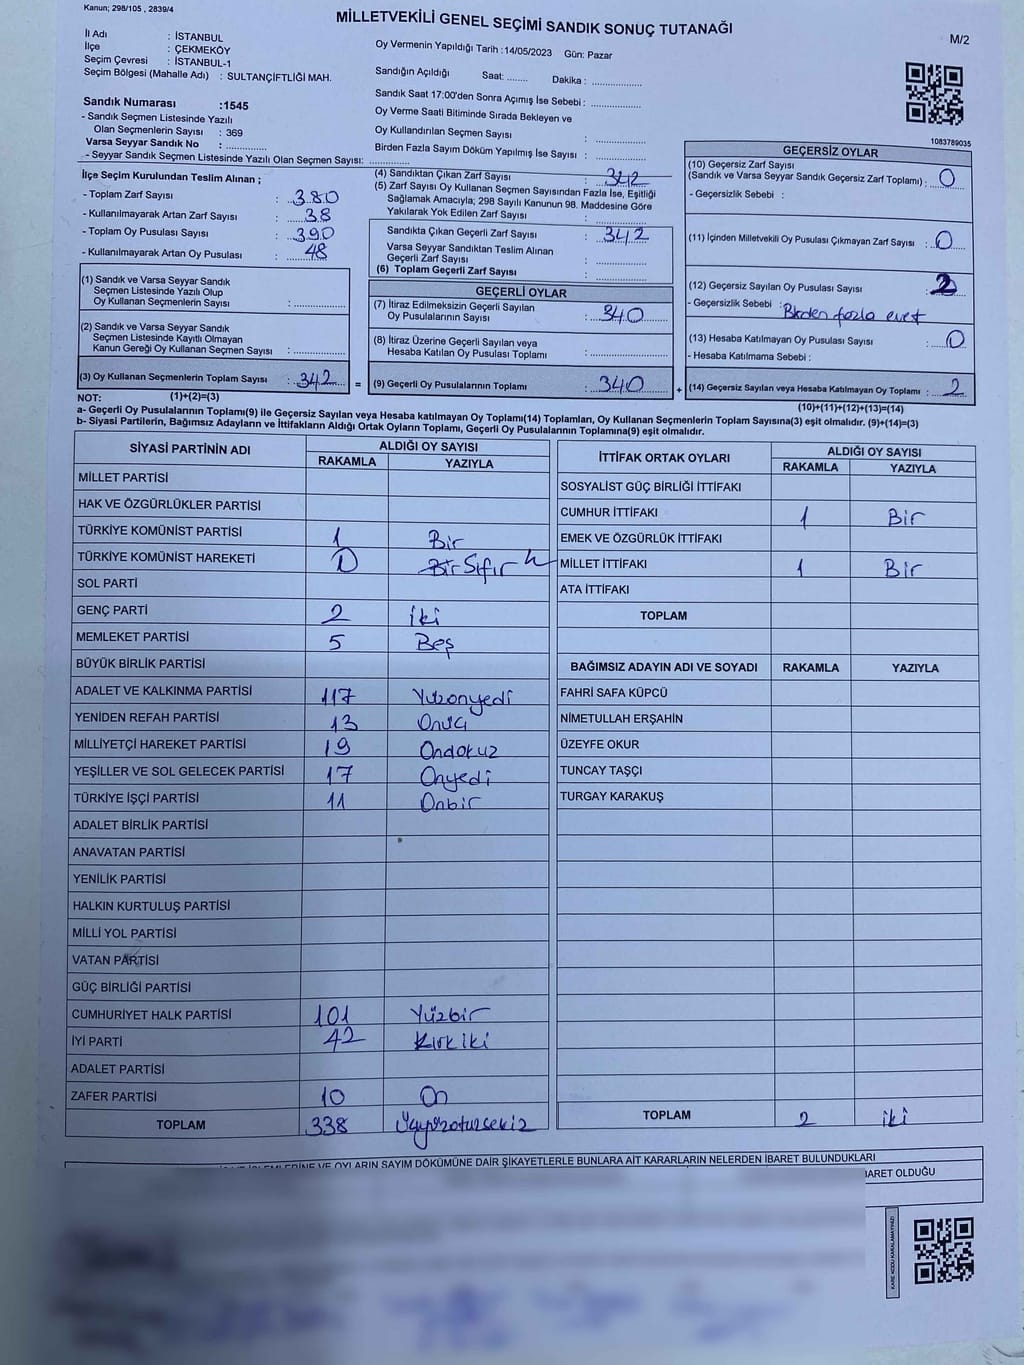 Kanun; 298/105 , 2839/4
MİLLETVEKİLİ GENEL SEÇİMİ SANDIK SONUÇ TUTANAĞI
M/2
İl Adı : İSTANBUL
İlçe : ÇEKMEKÖY
Seçim Çevresi : İSTANBUL-1
Seçim Bölgesi (Mahalle Adı) : SULTANÇİFTLİĞİ MAH.
Oy Vermenin Yapıldığı Tarih :14/05/2023 Gün: Pazar
Sandığın Açıldığı Saat: ........ Dakika : ..................
Sandık Saat 17:00'den Sonra Açımış İse Sebebi : ..................
Oy Verme Saati Bitiminde Sırada Bekleyen ve
Oy Kullandırılan Seçmen Sayısı : ..................
Birden Fazla Sayım Döküm Yapılmış İse Sayısı : ..................
Sandık Numarası :1545
- Sandık Seçmen Listesinde Yazılı
Olan Seçmenlerin Sayısı : 369
Varsa Seyyar Sandık No : ..............
- Seyyar Sandık Seçmen Listesinde Yazılı Olan Seçmen Sayısı: ..............
1083789035
İlçe Seçim Kurulundan Teslim Alınan ;
- Toplam Zarf Sayısı : 380
- Kullanılmayarak Artan Zarf Sayısı : 38
- Toplam Oy Pusulası Sayısı : 390
- Kullanılmayarak Artan Oy Pusulası : 48
(1) Sandık ve Varsa Seyyar Sandık
Seçmen Listesinde Yazılı Olup
Oy Kullanan Seçmenlerin Sayısı : ..............
(2) Sandık ve Varsa Seyyar Sandık
Seçmen Listesinde Kayıtlı Olmayan
Kanun Gereği Oy Kullanan Seçmen Sayısı : ..............
(3) Oy Kullanan Seçmenlerin Toplam Sayısı : 342 =
(1)+(2)=(3)
(4) Sandıktan Çıkan Zarf Sayısı : 342
(5) Zarf Sayısı Oy Kullanan Seçmen Sayısından Fazla İse, Eşitliği
Sağlamak Amacıyla; 298 Sayılı Kanunun 98. Maddesine Göre
Yakılarak Yok Edilen Zarf Sayısı : ..............
Sandıkta Çıkan Geçerli Zarf Sayısı : 342
Varsa Seyyar Sandıktan Teslim Alınan
Geçerli Zarf Sayısı : ..............
(6) Toplam Geçerli Zarf Sayısı : ..............
GEÇERLİ OYLAR
(7) İtiraz Edilmeksizin Geçerli Sayılan
Oy Pusulalarının Sayısı : 340
(8) İtiraz Üzerine Geçerli Sayılan veya
Hesaba Katılan Oy Pusulası Toplamı : ..............
(9) Geçerli Oy Pusulalarının Toplamı : 340 +
GEÇERSİZ OYLAR
(10) Geçersiz Zarf Sayısı
(Sandık ve Varsa Seyyar Sandık Geçersiz Zarf Toplamı) : 0
- Geçersizlik Sebebi :
(11) İçinden Milletvekili Oy Pusulası Çıkmayan Zarf Sayısı : 0
(12) Geçersiz Sayılan Oy Pusulası Sayısı : 2
- Geçersizlik Sebebi : Birden fazla evet
(13) Hesaba Katılmayan Oy Pusulası Sayısı : 0
- Hesaba Katılmama Sebebi :
(14) Geçersiz Sayılan veya Hesaba Katılmayan Oy Toplamı : 2
(10)+(11)+(12)+(13)=(14)
NOT:
a- Geçerli Oy Pusulalarının Toplamı(9) ile Geçersiz Sayılan veya Hesaba katılmayan Oy Toplamı(14) Toplamları, Oy Kullanan Seçmenlerin Toplam Sayısına(3) eşit olmalıdır. (9)+(14)=(3)
b- Siyasi Partilerin, Bağımsız Adayların ve İttifakların Aldığı Ortak Oyların Toplamı, Geçerli Oy Pusulalarının Toplamına(9) eşit olmalıdır.
SİYASİ PARTİNİN ADI ALDIĞI OY SAYISI
RAKAMLA YAZIYLA
MİLLET PARTİSİ
HAK VE ÖZGÜRLÜKLER PARTİSİ
TÜRKİYE KOMÜNİST PARTİSİ 1 Bir
TÜRKİYE KOMÜNİST HAREKETİ 0 Bir Sıfır
SOL PARTİ
GENÇ PARTİ 2 iki
MEMLEKET PARTİSİ 5 Beş
BÜYÜK BİRLİK PARTİSİ
ADALET VE KALKINMA PARTİSİ 117 Yüzonyedi
YENİDEN REFAH PARTİSİ 13 Onüç
MİLLİYETÇİ HAREKET PARTİSİ 19 Ondokuz
YEŞİLLER VE SOL GELECEK PARTİSİ 17 Onyedi
TÜRKİYE İŞÇİ PARTİSİ 11 Onbir
ADALET BİRLİK PARTİSİ
ANAVATAN PARTİSİ
YENİLİK PARTİSİ
HALKIN KURTULUŞ PARTİSİ
MİLLİ YOL PARTİSİ
VATAN PARTİSİ
GÜÇ BİRLİĞİ PARTİSİ
CUMHURİYET HALK PARTİSİ 101 Yüzbir
İYİ PARTİ 42 Kırkiki
ADALET PARTİSİ
ZAFER PARTİSİ 10 On
TOPLAM 338
İTTİFAK ORTAK OYLARI ALDIĞI OY SAYISI
RAKAMLA YAZIYLA
SOSYALİST GÜÇ BİRLİĞİ İTTİFAKI
CUMHUR İTTİFAKI 1 Bir
EMEK VE ÖZGÜRLÜK İTTİFAKI
MİLLET İTTİFAKI 1 Bir
ATA İTTİFAKI
TOPLAM
BAĞIMSIZ ADAYIN ADI VE SOYADI RAKAMLA YAZIYLA
FAHRİ SAFA KÜPCÜ
NİMETULLAH ERŞAHİN
ÜZEYFE OKUR
TUNCAY TAŞÇI
TURGAY KARAKUŞ
TOPLAM 2 iki
VE OYLARIN SAYIM DÖKÜMÜNE DAİR ŞİKAYETLERLE BUNLARA AİT KARARLARIN NELERDEN İBARET BULUNDUKLARI
BARET OLDUĞU
KARE KODU KARALAMAYINIZ!